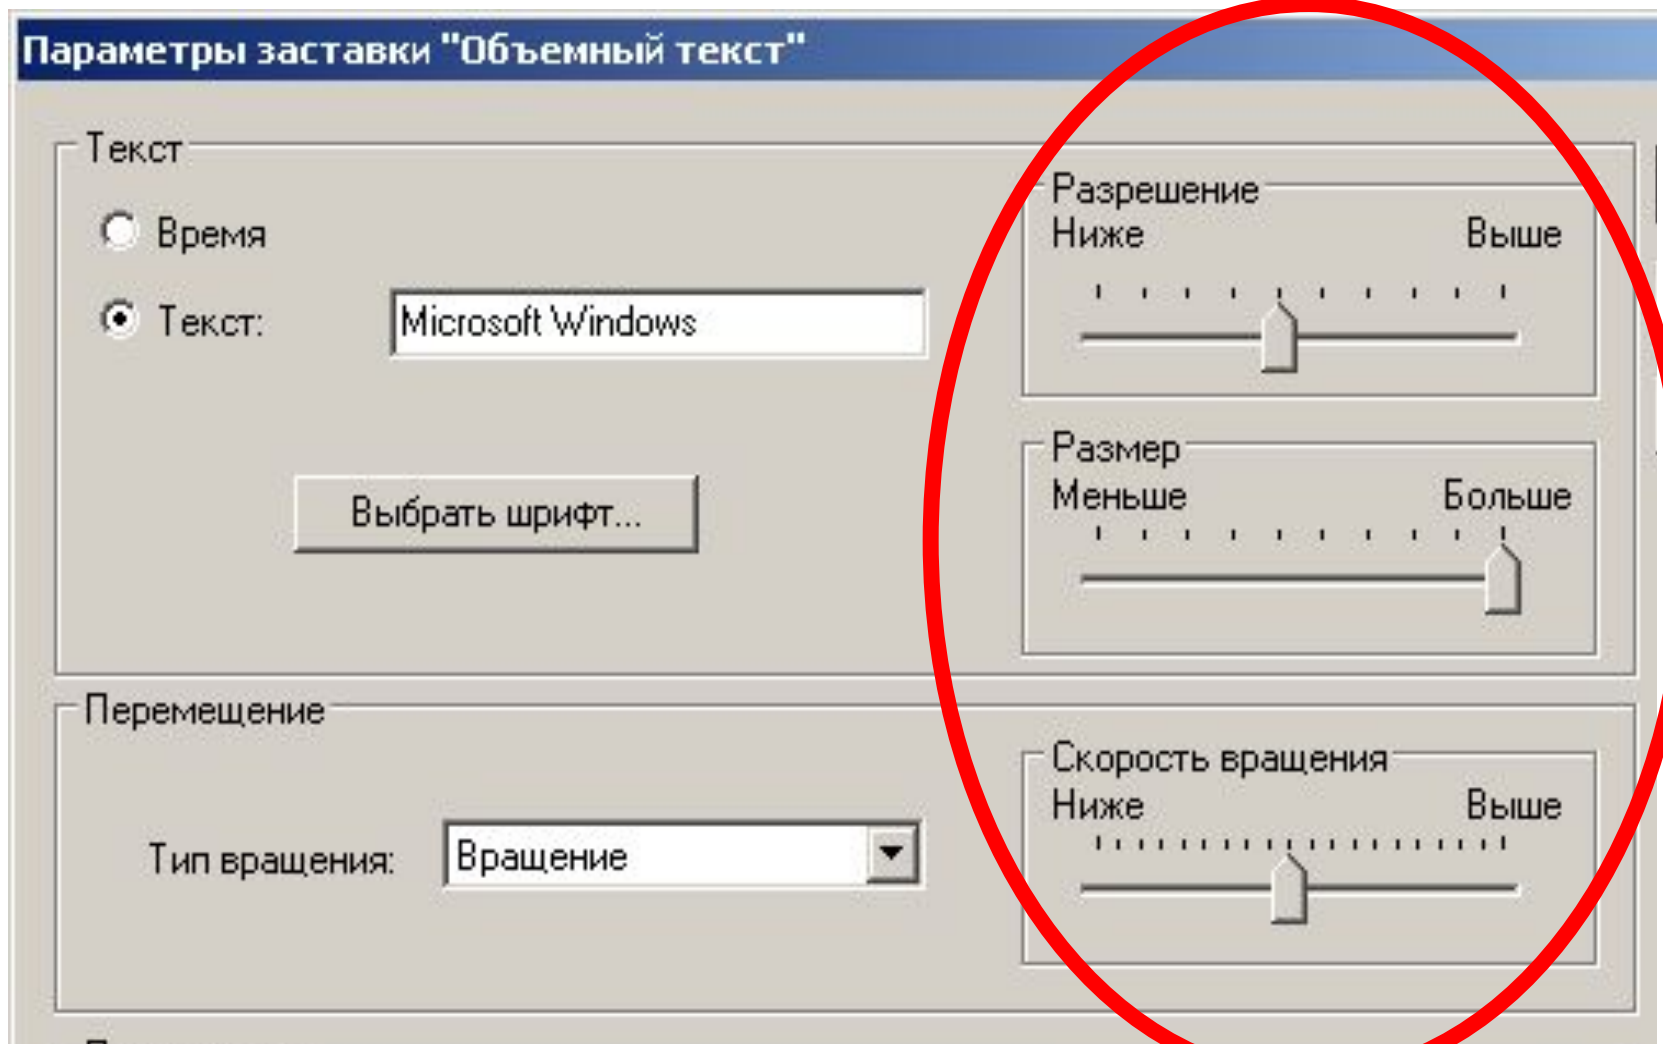 Параметры заставки "Объемный текст"
Текст
Время
Текст:
Microsoft Windows
Выбрать шрифт...
Разрешение
Ниже Выше
Размер
Меньше Больше
Перемещение
Тип вращения:
Вращение
Скорость вращения
Ниже Выше